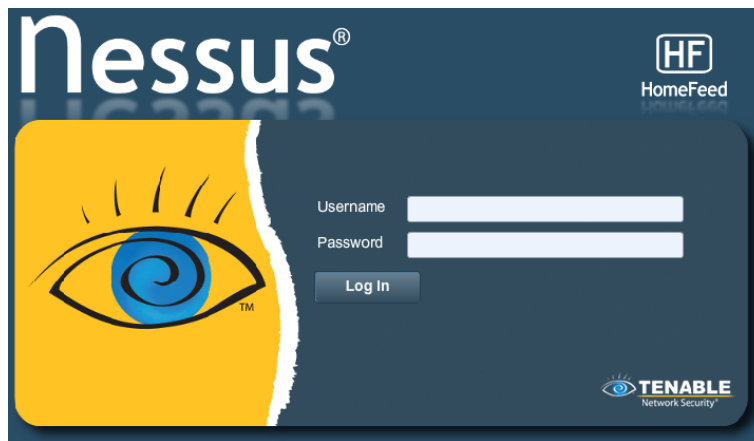 nessus®
HF
HomeFeed
Username
Password
Log In
TM
TENABLE
Network Security®